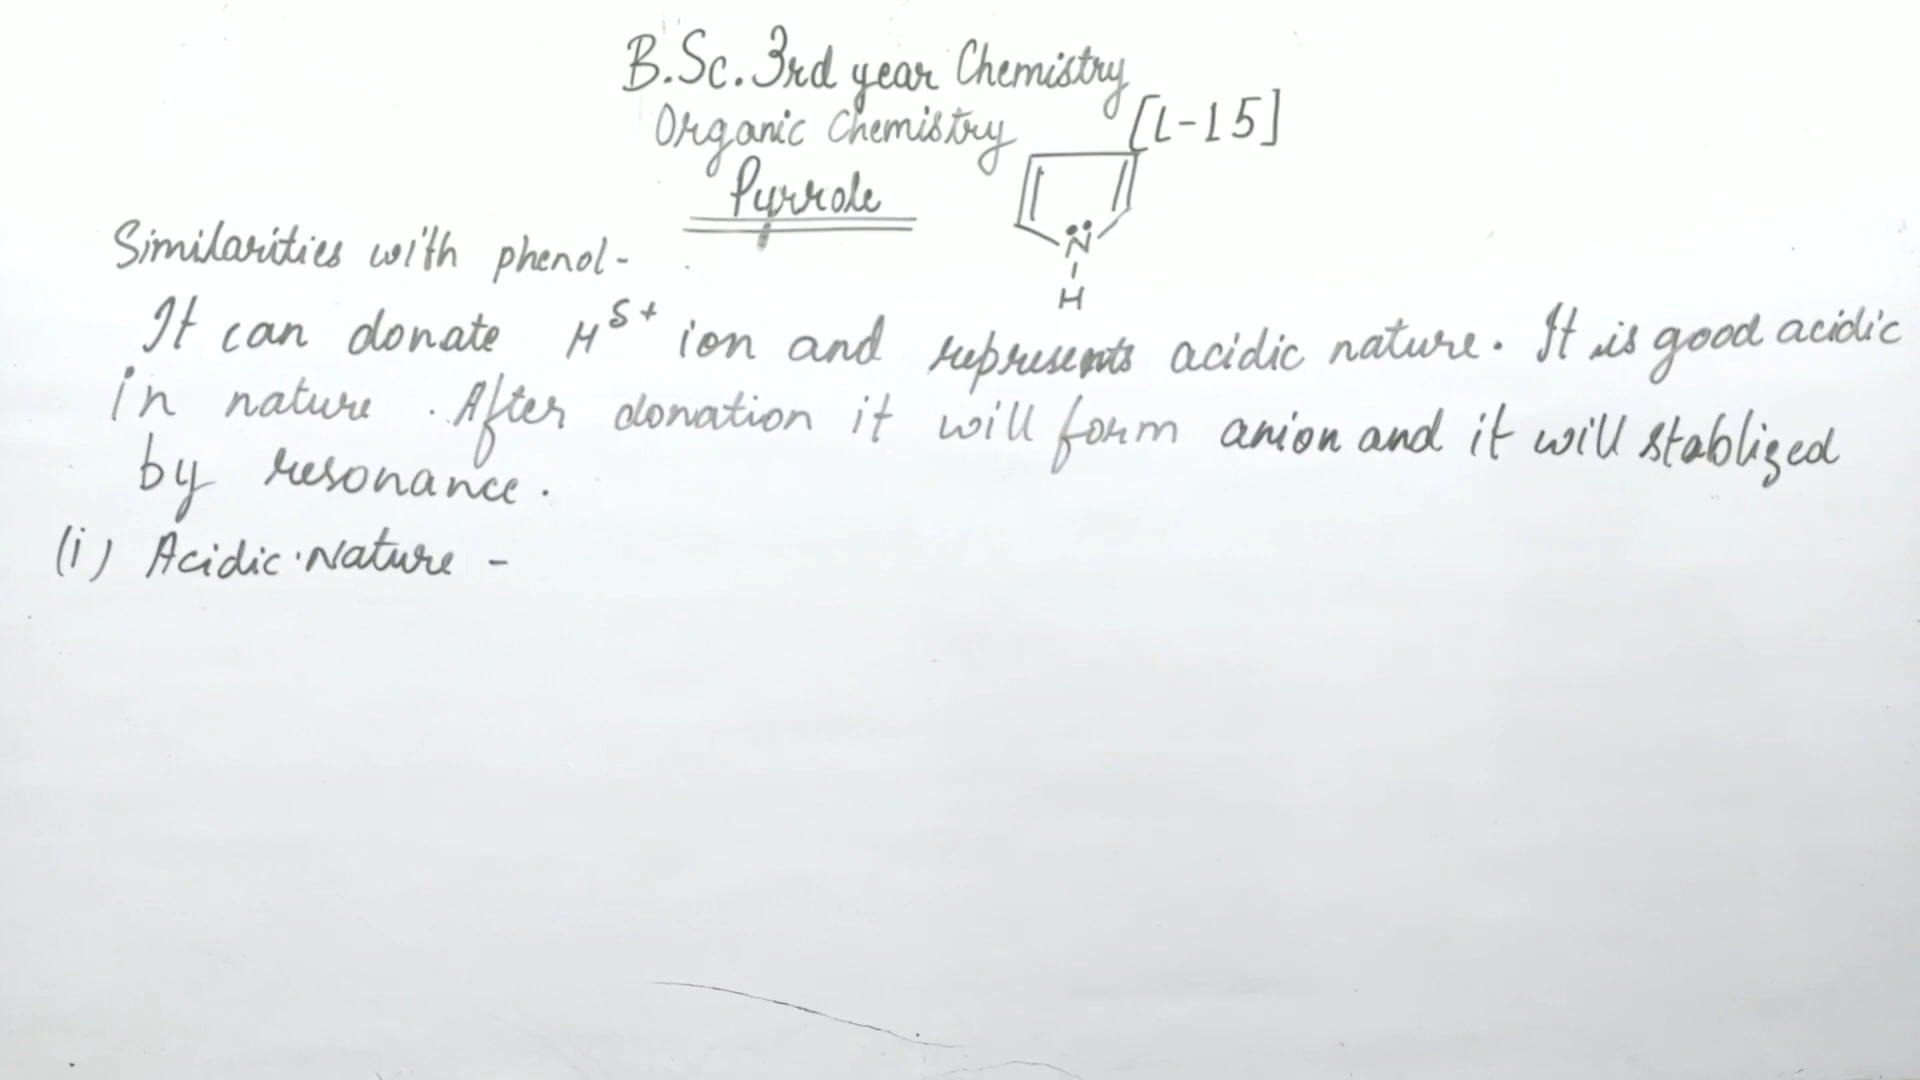 B.Sc. 3rd year Chemistry
Organic Chemistry [L-15]
Pyrrole
N
H
Similarities with phenol-
It can donate H^δ+ ion and represents acidic nature. It is good acidic
in nature. After donation it will form anion and it will stablized
by resonance.
(i) Acidic Nature -